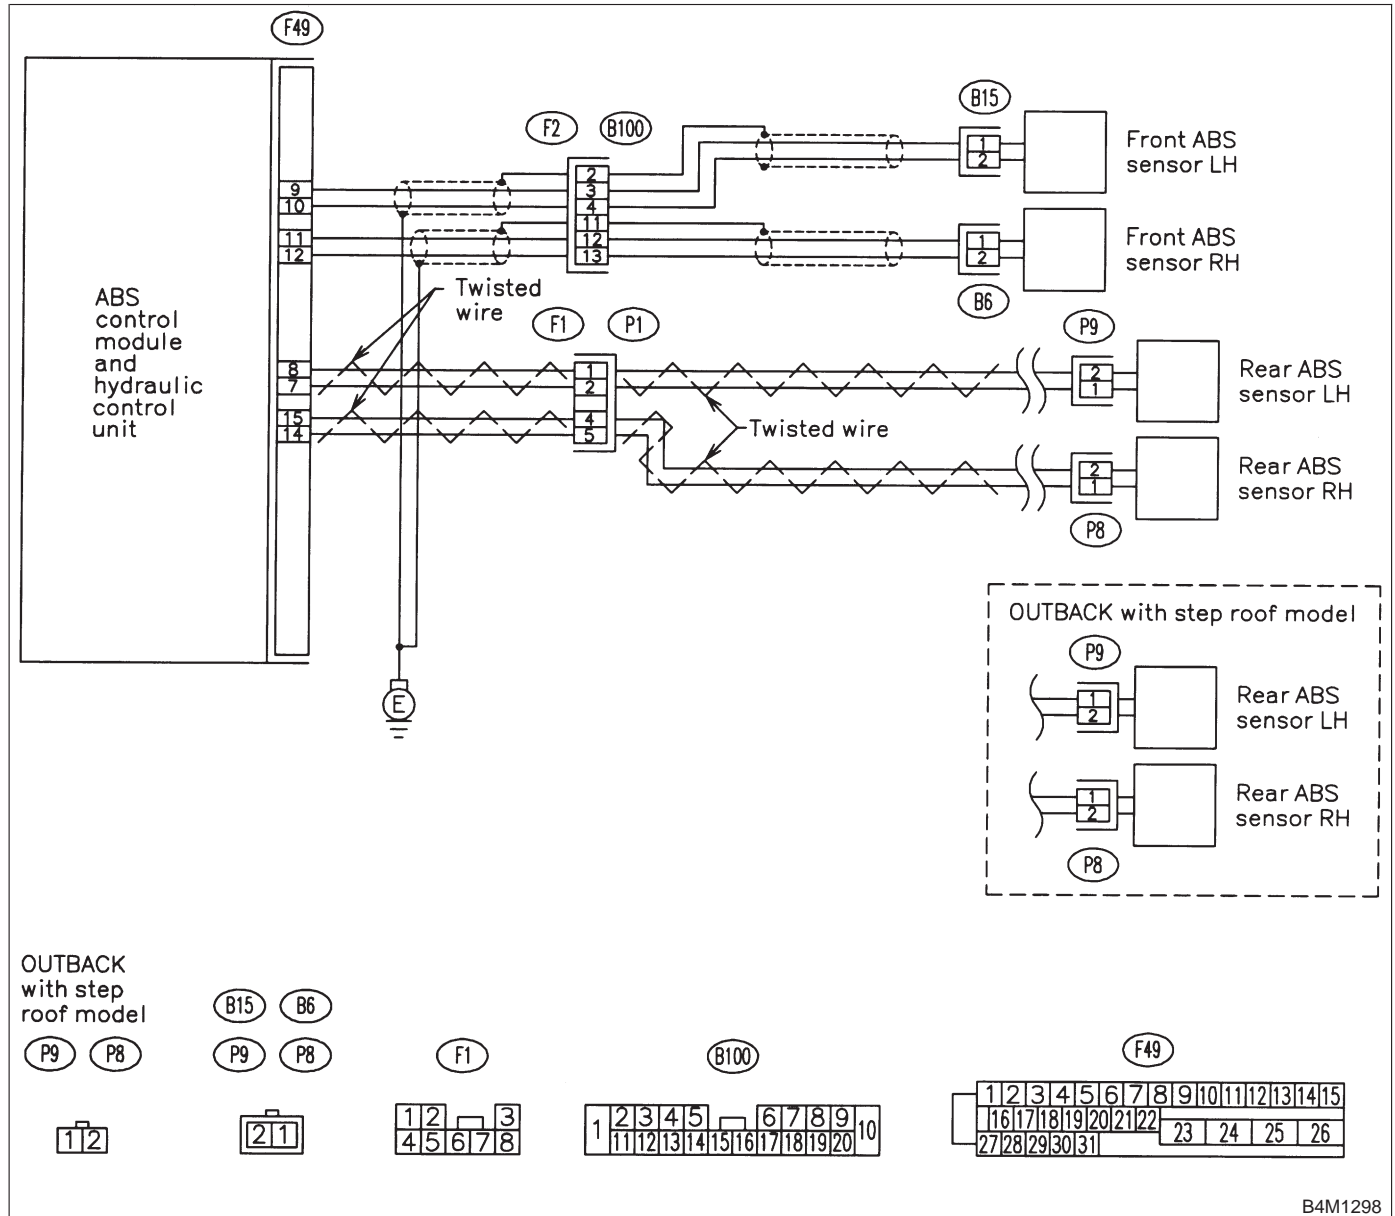 F49
B15
F2 B100
1
2
Front ABS
sensor LH
2
3
4
11
12
13
9
10
11
12
1
2
Front ABS
sensor RH
B6
Twisted
wire
ABS
control
module
and
hydraulic
control
unit
F1 P1
P9
8
7
15
14
1
2
4
5
2
1
Rear ABS
sensor LH
Twisted wire
2
1
Rear ABS
sensor RH
P8
OUTBACK with step roof model
P9
1
2
Rear ABS
sensor LH
E
1
2
Rear ABS
sensor RH
P8
OUTBACK
with step
roof model
P9 P8
1 2
B15 B6
P9 P8
2 1
F1
1 2 3
4 5 6 7 8
B100
1 2 3 4 5 6 7 8 9 10
11 12 13 14 15 16 17 18 19 20
F49
1 2 3 4 5 6 7 8 9 10 11 12 13 14 15
16 17 18 19 20 21 22 23 24 25 26
27 28 29 30 31
B4M1298